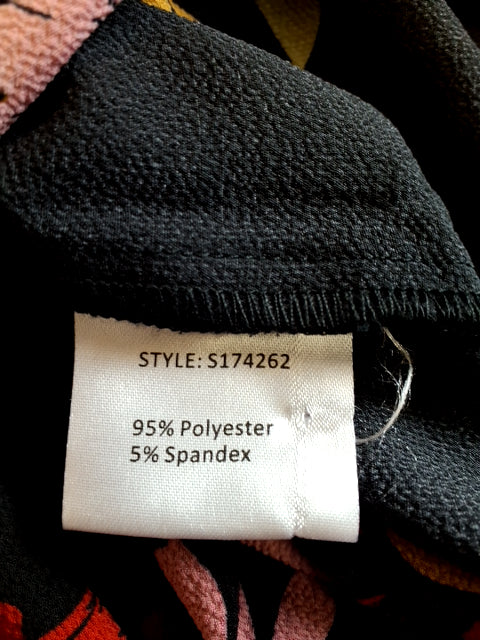 STYLE: S174262
95% Polyester
5% Spandex